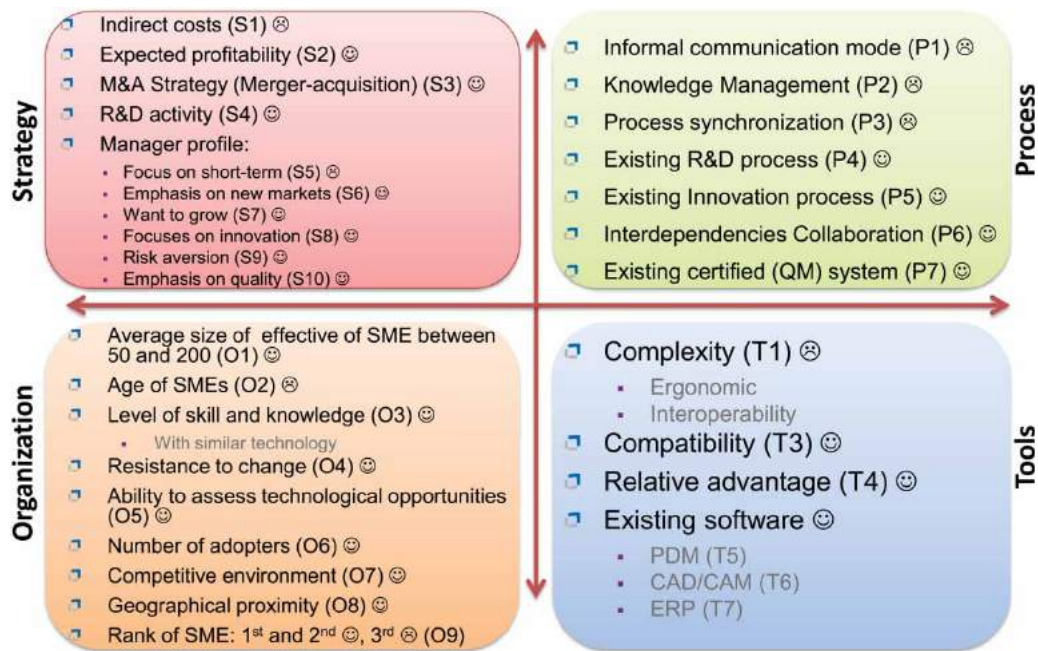 Strategy
Indirect costs (S1) ☹
Expected profitability (S2) ☺
M&A Strategy (Merger-acquisition) (S3) ☺
R&D activity (S4) ☺
Manager profile:
Focus on short-term (S5) ☹
Emphasis on new markets (S6) ☺
Want to grow (S7) ☺
Focuses on innovation (S8) ☺
Risk aversion (S9) ☺
Emphasis on quality (S10) ☺
Process
Informal communication mode (P1) ☹
Knowledge Management (P2) ☹
Process synchronization (P3) ☹
Existing R&D process (P4) ☺
Existing Innovation process (P5) ☺
Interdependencies Collaboration (P6) ☺
Existing certified (QM) system (P7) ☺
Organization
Average size of effective of SME between
50 and 200 (O1) ☺
Age of SMEs (O2) ☹
Level of skill and knowledge (O3) ☺
With similar technology
Resistance to change (O4) ☺
Ability to assess technological opportunities
(O5) ☺
Number of adopters (O6) ☺
Competitive environment (O7) ☺
Geographical proximity (O8) ☺
Rank of SME: 1st and 2nd ☺, 3rd ☹ (O9)
Tools
Complexity (T1) ☹
Ergonomic
Interoperability
Compatibility (T3) ☺
Relative advantage (T4) ☺
Existing software ☺
PDM (T5)
CAD/CAM (T6)
ERP (T7)